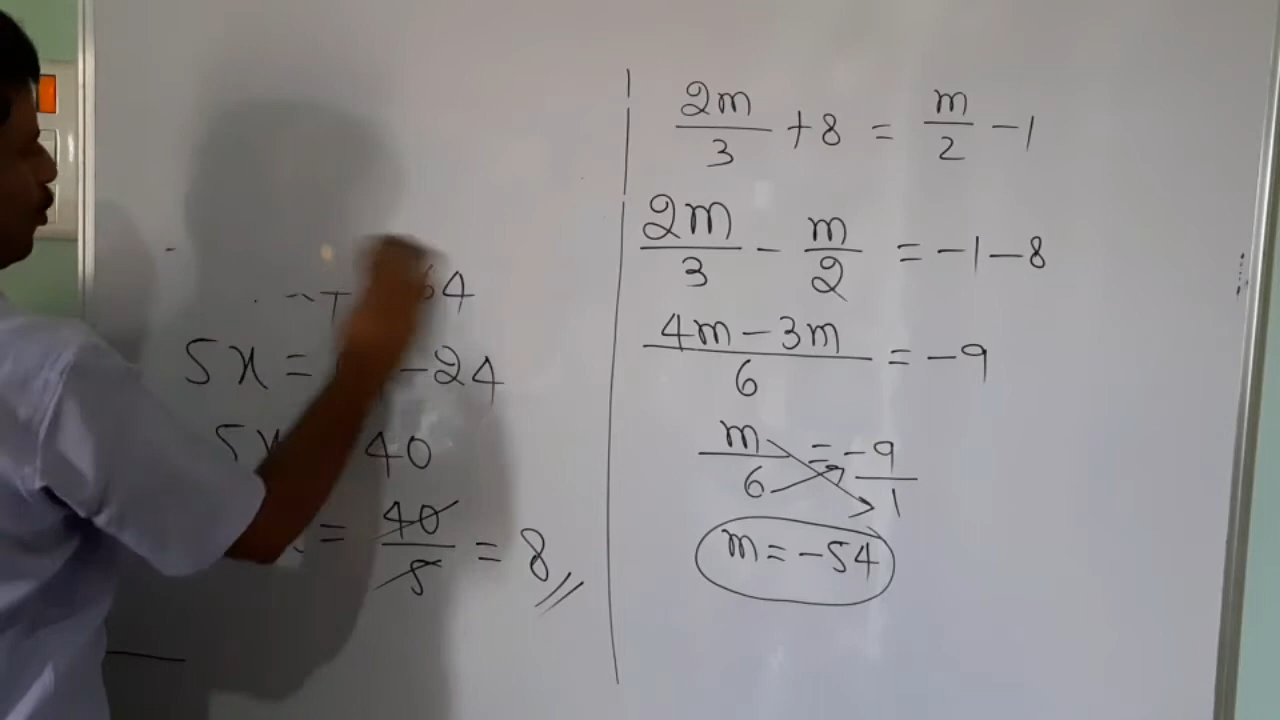 64
5x = -24
40
= 40/5 = 8
2m/3 + 8 = m/2 - 1
2m/3 - m/2 = -1 - 8
4m - 3m/6 = -9
m/6 = -9/1
m = -54